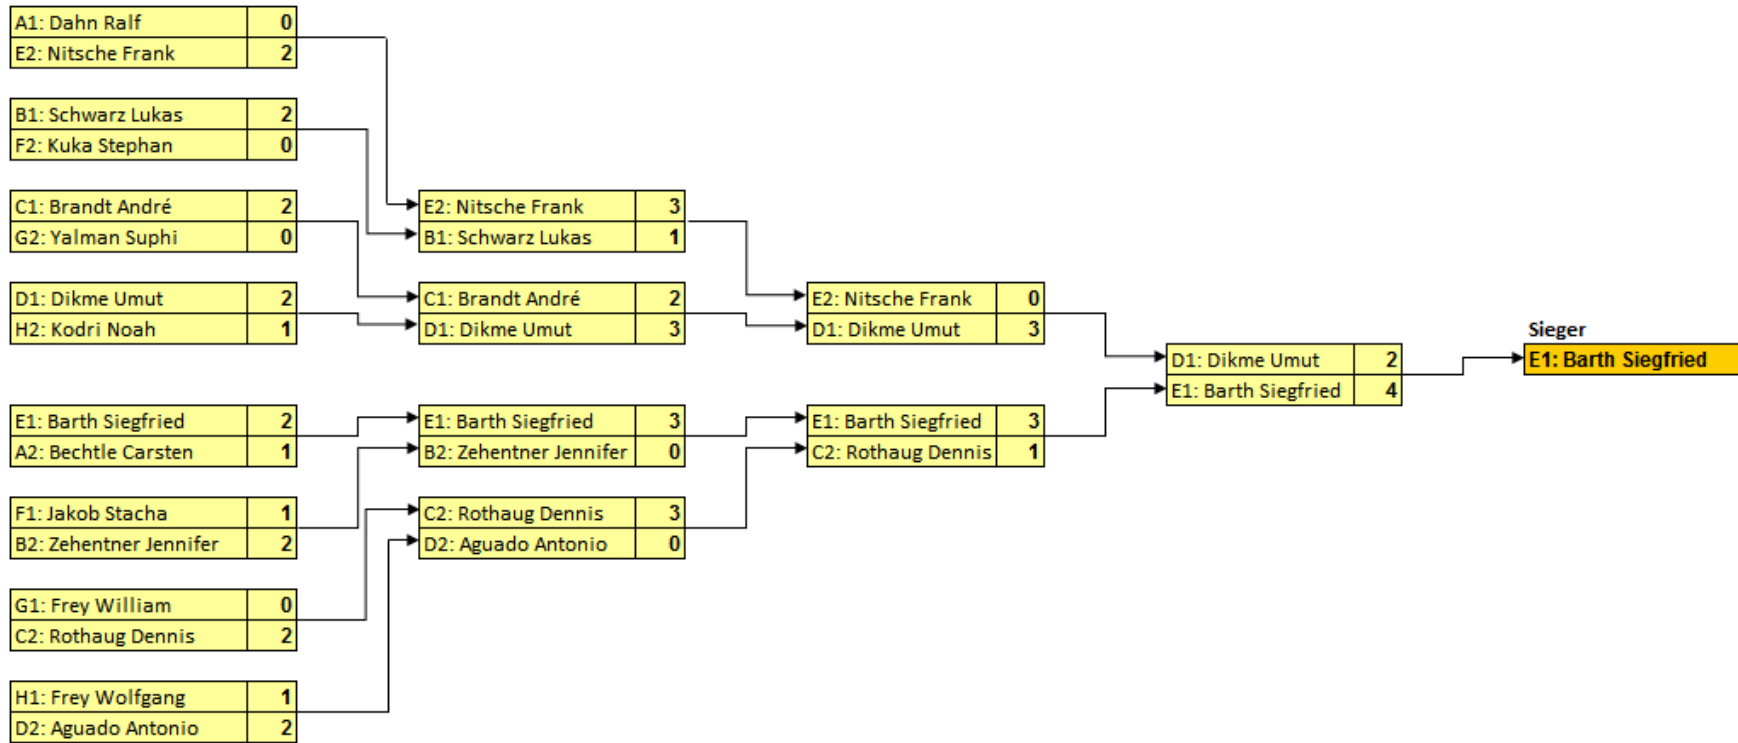 A1: Dahn Ralf 0
E2: Nitsche Frank 2
B1: Schwarz Lukas 2
F2: Kuka Stephan 0
C1: Brandt André 2
G2: Yalman Suphi 0
D1: Dikme Umut 2
H2: Kodri Noah 1
E1: Barth Siegfried 2
A2: Bechtle Carsten 1
F1: Jakob Stacha 1
B2: Zehentner Jennifer 2
G1: Frey William 0
C2: Rothaug Dennis 2
H1: Frey Wolfgang 1
D2: Aguado Antonio 2
E2: Nitsche Frank 3
B1: Schwarz Lukas 1
C1: Brandt André 2
D1: Dikme Umut 3
E1: Barth Siegfried 3
B2: Zehentner Jennifer 0
C2: Rothaug Dennis 3
D2: Aguado Antonio 0
E2: Nitsche Frank 0
D1: Dikme Umut 3
E1: Barth Siegfried 3
C2: Rothaug Dennis 1
D1: Dikme Umut 2
E1: Barth Siegfried 4
Sieger
E1: Barth Siegfried